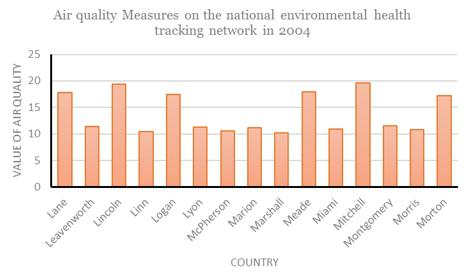 Air quality Measures on the national environmental health
tracking network in 2004
VALUE OF AIR QUALITY
25
20
15
10
5
0
Lane
Leavenworth
Lincoln
Linn
Logan
Lyon
McPherson
Marion
Marshall
Meade
Miami
Mitchell
Montgomery
Morris
Morton
COUNTRY